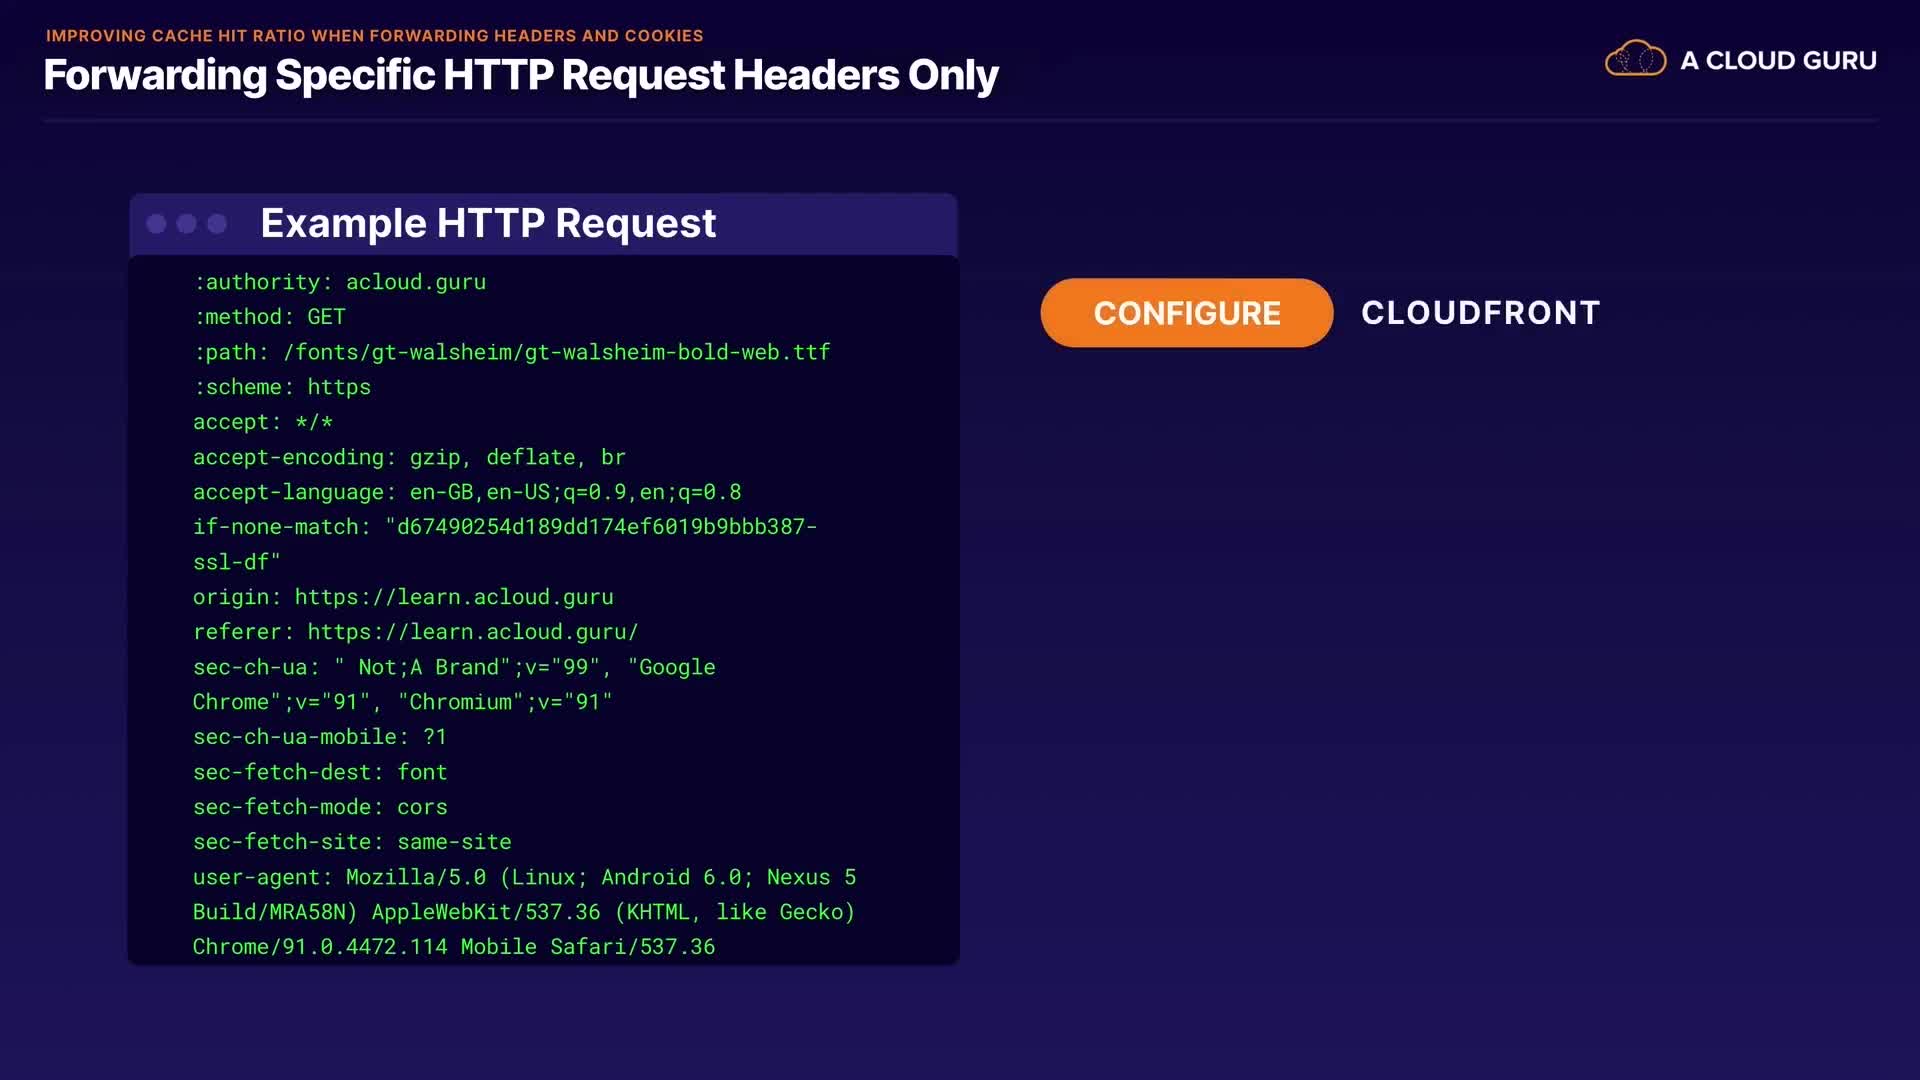 IMPROVING CACHE HIT RATIO WHEN FORWARDING HEADERS AND COOKIES
Forwarding Specific HTTP Request Headers Only
A CLOUD GURU
Example HTTP Request
:authority: acloud.guru
:method: GET
:path: /fonts/gt-walsheim/gt-walsheim-bold-web.ttf
:scheme: https
accept: */*
accept-encoding: gzip, deflate, br
accept-language: en-GB,en-US;q=0.9,en;q=0.8
if-none-match: "d67490254d189dd174ef6019b9bbb387-
ssl-df"
origin: https://learn.acloud.guru
referer: https://learn.acloud.guru/
sec-ch-ua: " Not;A Brand";v="99", "Google
Chrome";v="91", "Chromium";v="91"
sec-ch-ua-mobile: ?1
sec-fetch-dest: font
sec-fetch-mode: cors
sec-fetch-site: same-site
user-agent: Mozilla/5.0 (Linux; Android 6.0; Nexus 5
Build/MRA58N) AppleWebKit/537.36 (KHTML, like Gecko)
Chrome/91.0.4472.114 Mobile Safari/537.36
CONFIGURE CLOUDFRONT